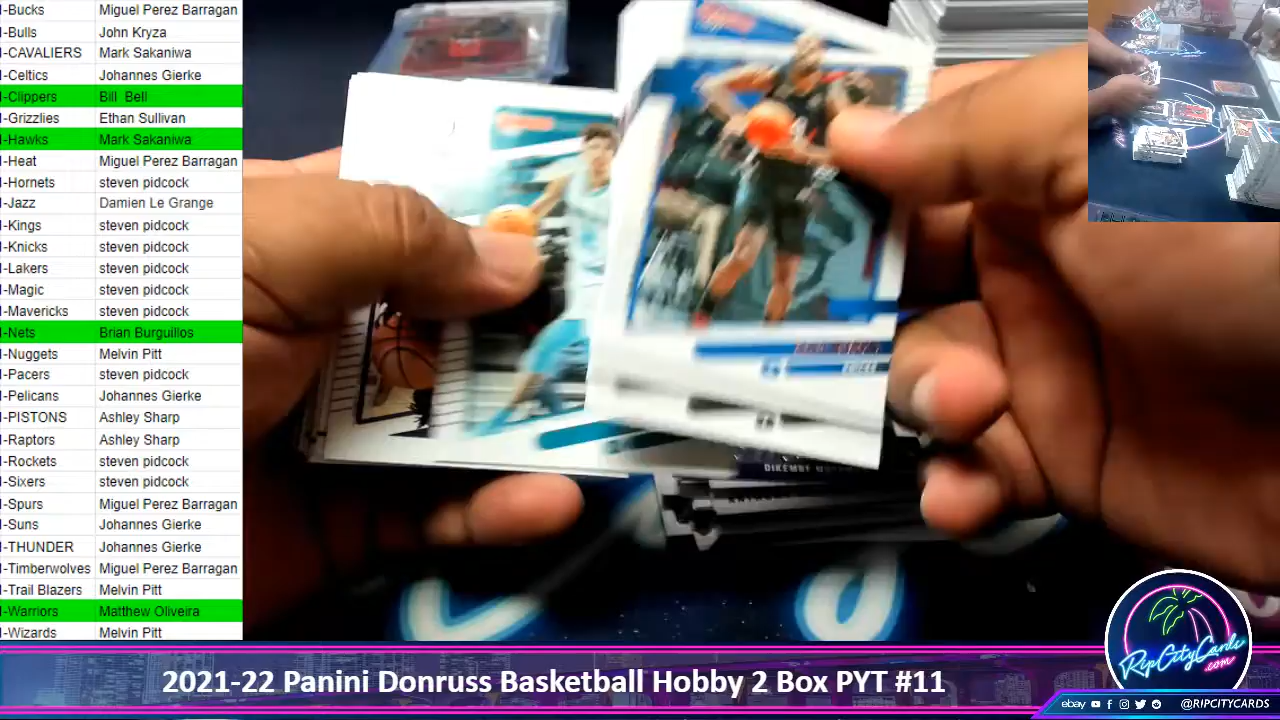 I-Bucks Miguel Perez Barragan
I-Bulls John Kryza
I-CAVALIERS Mark Sakaniwa
I-Celtics Johannes Gierke
I-Clippers Bill Bell
I-Grizzlies Ethan Sullivan
I-Hawks Mark Sakaniwa
I-Heat Miguel Perez Barragan
I-Hornets steven pidcock
I-Jazz Damien Le Grange
I-Kings steven pidcock
I-Knicks steven pidcock
I-Lakers steven pidcock
I-Magic steven pidcock
I-Mavericks steven pidcock
I-Nets Brian Burguillos
I-Nuggets Melvin Pitt
I-Pacers steven pidcock
I-Pelicans Johannes Gierke
I-PISTONS Ashley Sharp
I-Raptors Ashley Sharp
I-Rockets steven pidcock
I-Sixers steven pidcock
I-Spurs Miguel Perez Barragan
I-Suns Johannes Gierke
I-THUNDER Johannes Gierke
I-Timberwolves Miguel Perez Barragan
I-Trail Blazers Melvin Pitt
I-Warriors Matthew Oliveira
I-Wizards Melvin Pitt
DIKEMBE
RipCityCards
.com
2021-22 Panini Donruss Basketball Hobby 2 Box PYT #11
ebay @RIPCITYCARDS